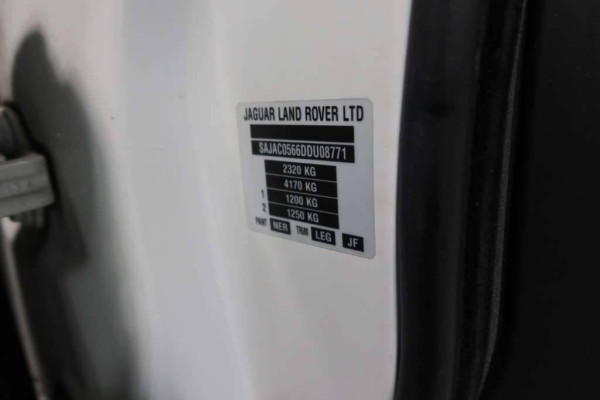 JAGUAR LAND ROVER LTD
SAJAC0566DDU08771
2320 KG
4170 KG
1 1200 KG
2 1250 KG
PAINT NER TRIM LEG JF